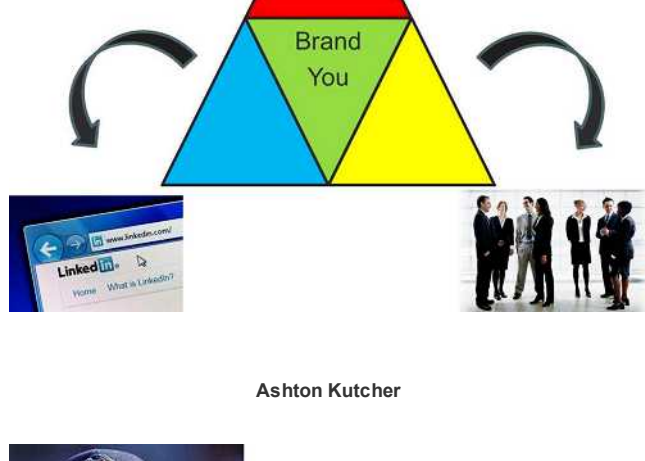 Brand
You
www.linkedin.com/
Linked in
Home What is LinkedIn?
Ashton Kutcher